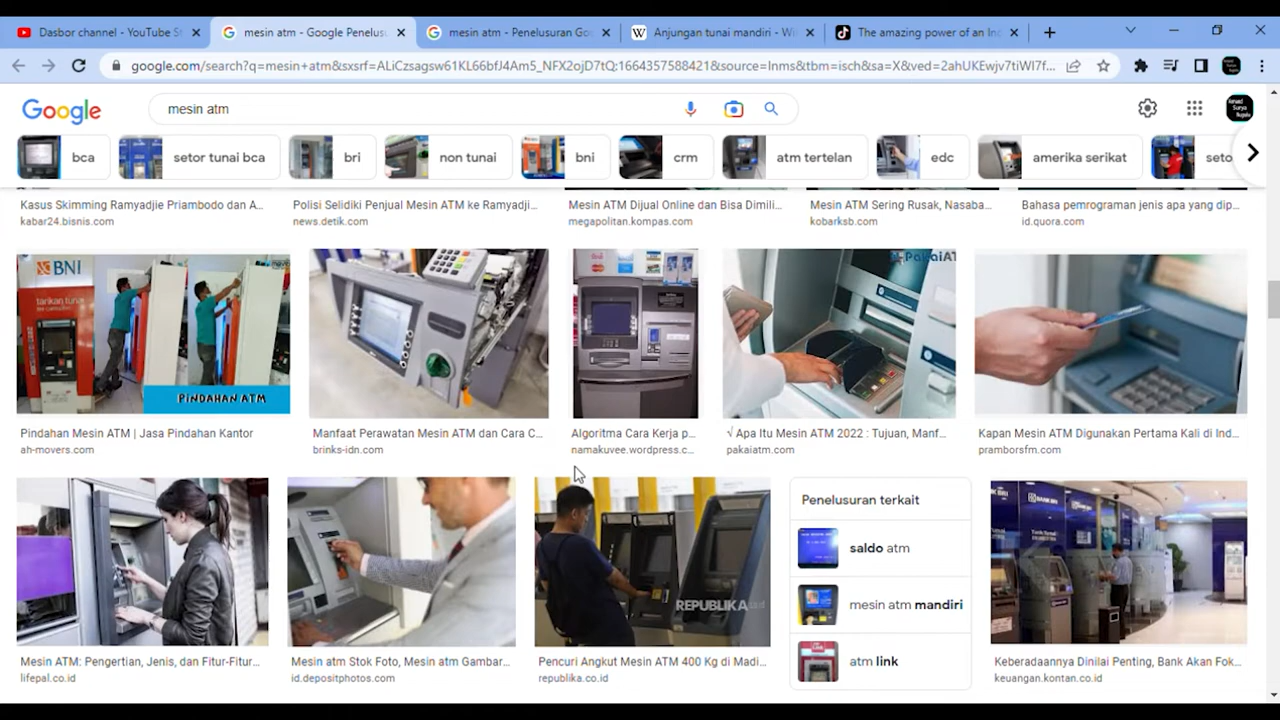 Dasbor channel - YouTube St
mesin atm - Google Penelusu
mesin atm - Penelusuran Goo
Anjungan tunai mandiri - Wi
The amazing power of an Ind
google.com/search?q=mesin+atm&sxsrf=ALiCzsagsw61KL66bfJ4Am5_NFX2ojD7tQ:1664357588421&source=lnms&tbm=isch&sa=X&ved=2ahUKEwjv7tiWl7f...
Google
mesin atm
bca
setor tunai bca
bri
non tunai
bni
crm
atm tertelan
edc
amerika serikat
seto
Kasus Skimming Ramyadjie Priambodo dan A...
Polisi Selidiki Penjual Mesin ATM ke Ramyadji...
Mesin ATM Dijual Online dan Bisa Dimili...
Mesin ATM Sering Rusak, Nasaba...
Bahasa pemrograman jenis apa yang dip...
kabar24.bisnis.com
news.detik.com
megapolitan.kompas.com
kobarksb.com
id.quora.com
BNI
tarikan tunai
PiNDAHAN ATM
Pindahan Mesin ATM | Jasa Pindahan Kantor
Manfaat Perawatan Mesin ATM dan Cara C...
Algoritma Cara Kerja p...
√ Apa Itu Mesin ATM 2022 : Tujuan, Manf...
Kapan Mesin ATM Digunakan Pertama Kali di Ind...
ah-movers.com
brinks-idn.com
namakuvee.wordpress.c...
pakaiatm.com
pramborsfm.com
REPUBLIKA
Penelusuran terkait
saldo atm
mesin atm mandiri
atm link
BANK BRI
Mesin ATM: Pengertian, Jenis, dan Fitur-Fitur...
Mesin atm Stok Foto, Mesin atm Gambar...
Pencuri Angkut Mesin ATM 400 Kg di Madi...
Keberadaannya Dinilai Penting, Bank Akan Fok...
lifepal.co.id
id.depositphotos.com
republika.co.id
keuangan.kontan.co.id